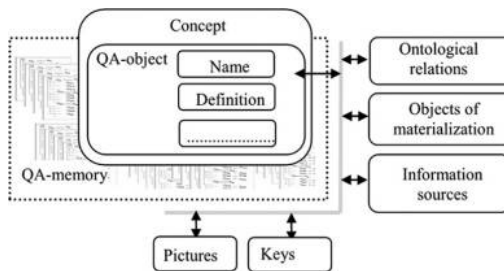 Concept
QA-object
Name
Definition
........................
QA-memory
Ontological
relations
Objects of
materialization
Information
sources
Pictures
Keys